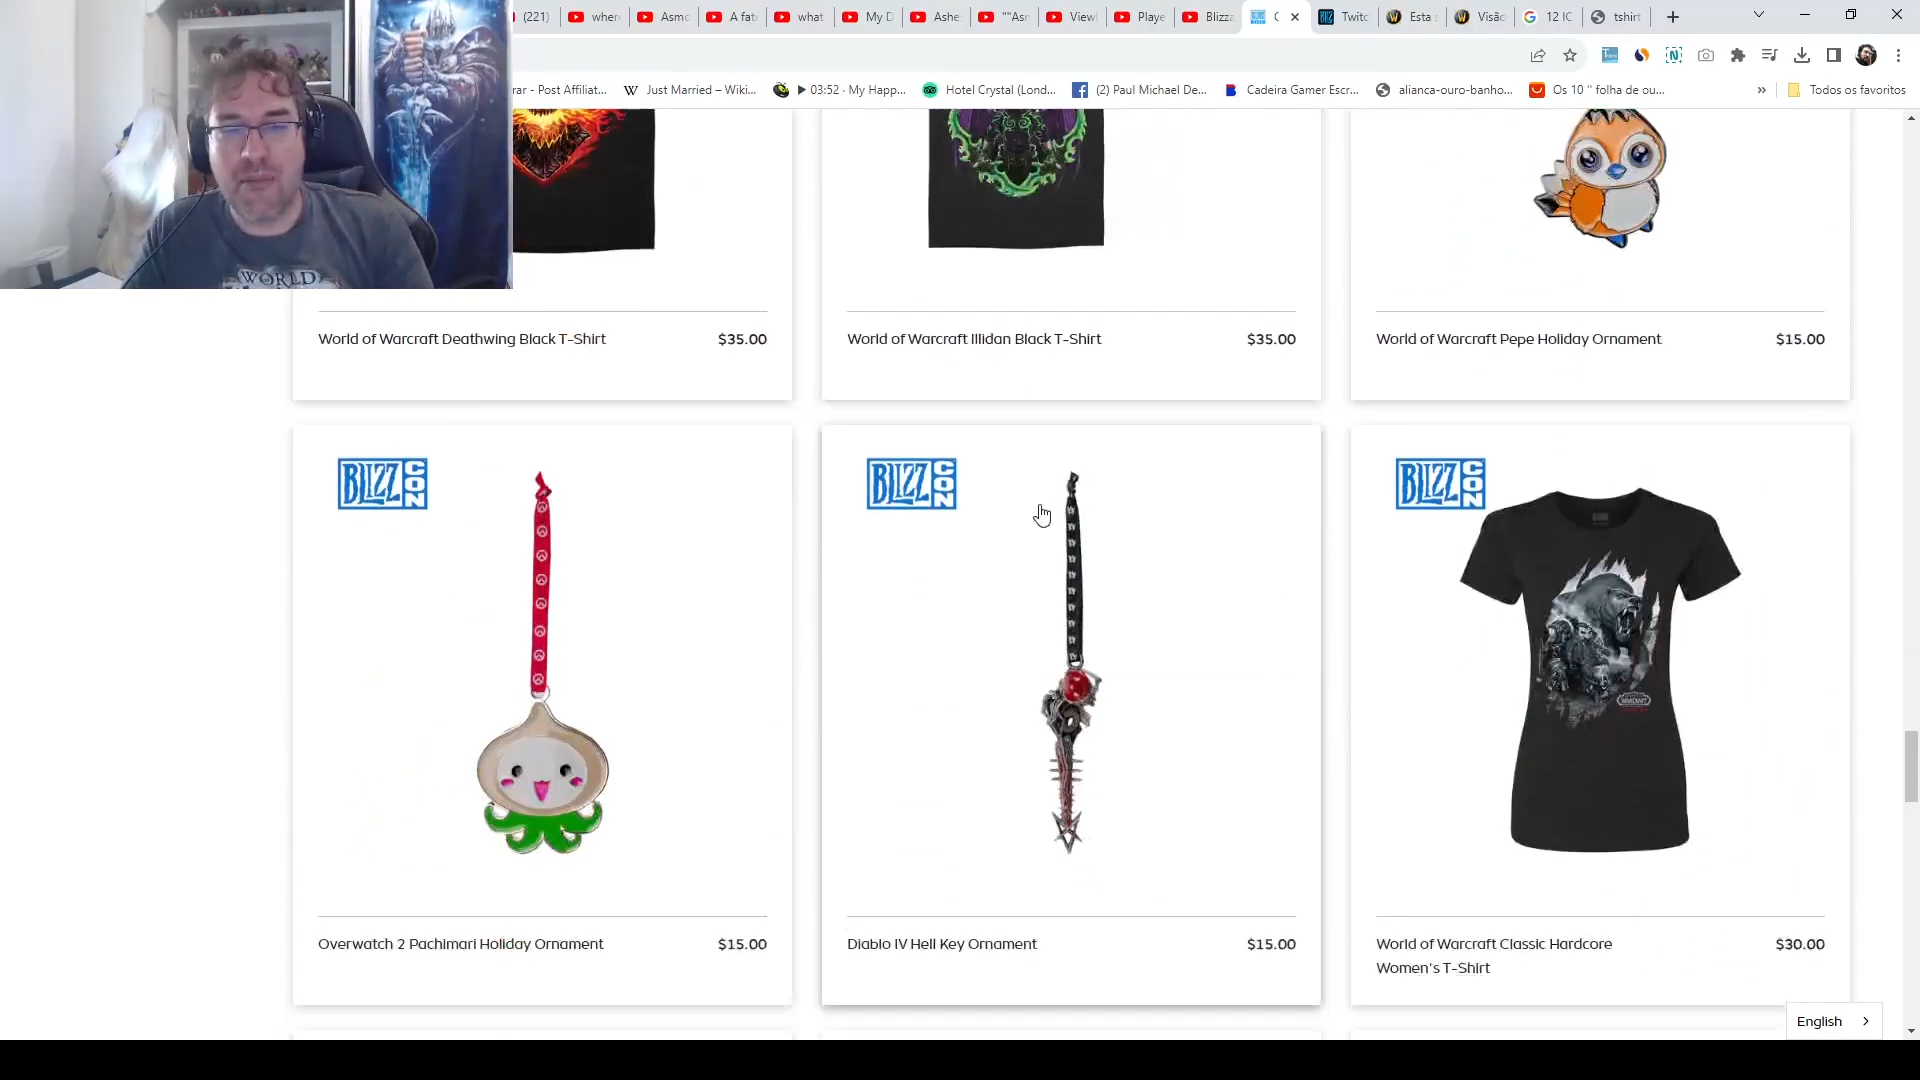 (221)
wher
Asmo
A fat
what
My D
Ashe
""Asn
View
Playe
Blizza
C
Twitc
Esta s
Visão
12 IC
tshirt
rar - Post Affiliat...
Just Married – Wiki...
▶ 03:52 · My Happ...
Hotel Crystal (Lond...
(2) Paul Michael De...
Cadeira Gamer Escr...
alianca-ouro-banho...
Os 10 " folha de ou...
»
Todos os favoritos
WORLD
World of Warcraft Deathwing Black T-Shirt $35.00
World of Warcraft Illidan Black T-Shirt $35.00
World of Warcraft Pepe Holiday Ornament $15.00
BLIZZCON
BLIZZCON
BLIZZCON
Overwatch 2 Pachimari Holiday Ornament $15.00
Diablo IV Hell Key Ornament $15.00
World of Warcraft Classic Hardcore $30.00
Women's T-Shirt
English >